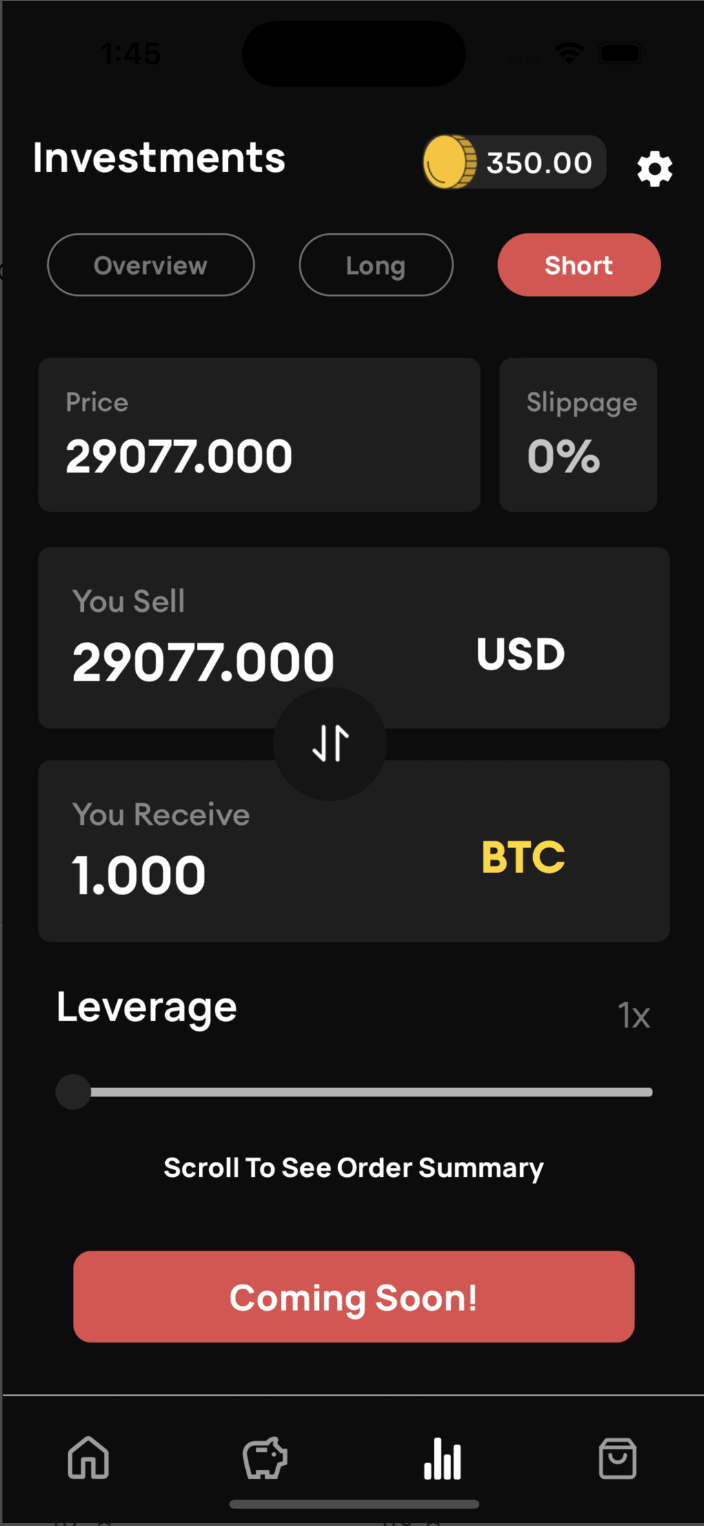 1:45
Investments 350.00
Overview Long Short
Price Slippage
29077.000 0%
You Sell
29077.000 USD
You Receive
1.000 BTC
Leverage 1x
Scroll To See Order Summary
Coming Soon!